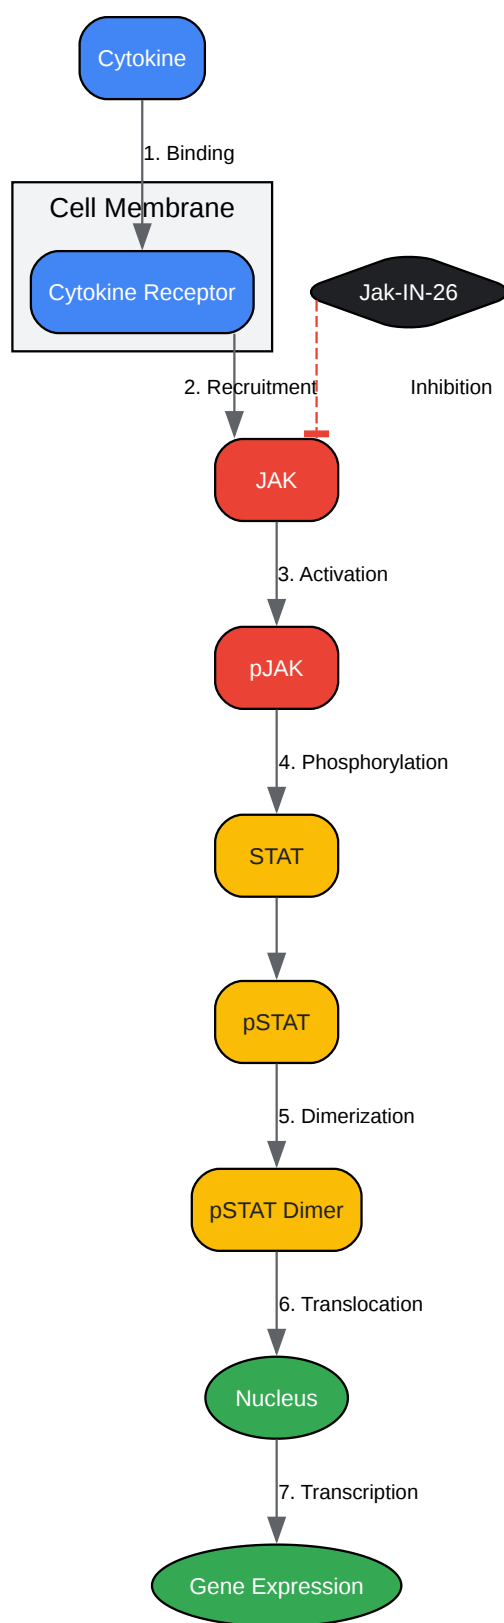 Cytokine
1. Binding
Cell Membrane
Cytokine Receptor
Jak-IN-26
2. Recruitment
Inhibition
JAK
3. Activation
pJAK
4. Phosphorylation
STAT
pSTAT
5. Dimerization
pSTAT Dimer
6. Translocation
Nucleus
7. Transcription
Gene Expression